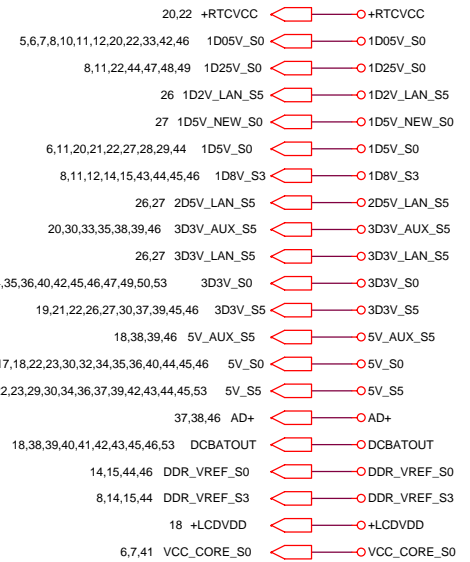 20,22 +RTCVCC +RTCVCC
5,6,7,8,10,11,12,20,22,33,42,46 1D05V_S0 1D05V_S0
8,11,22,44,47,48,49 1D25V_S0 1D25V_S0
26 1D2V_LAN_S5 1D2V_LAN_S5
27 1D5V_NEW_S0 1D5V_NEW_S0
6,11,20,21,22,27,28,29,44 1D5V_S0 1D5V_S0
8,11,12,14,15,43,44,45,46 1D8V_S3 1D8V_S3
26,27 2D5V_LAN_S5 2D5V_LAN_S5
20,30,33,35,38,39,46 3D3V_AUX_S5 3D3V_AUX_S5
26,27 3D3V_LAN_S5 3D3V_LAN_S5
,35,36,40,42,45,46,47,49,50,53 3D3V_S0 3D3V_S0
19,21,22,26,27,30,37,39,45,46 3D3V_S5 3D3V_S5
18,38,39,46 5V_AUX_S5 5V_AUX_S5
17,18,22,23,30,32,34,35,36,40,44,45,46 5V_S0 5V_S0
2,23,29,30,34,36,37,39,42,43,44,45,53 5V_S5 5V_S5
37,38,46 AD+ AD+
18,38,39,40,41,42,43,45,46,53 DCBATOUT DCBATOUT
14,15,44,46 DDR_VREF_S0 DDR_VREF_S0
8,14,15,44 DDR_VREF_S3 DDR_VREF_S3
18 +LCDVDD +LCDVDD
6,7,41 VCC_CORE_S0 VCC_CORE_S0